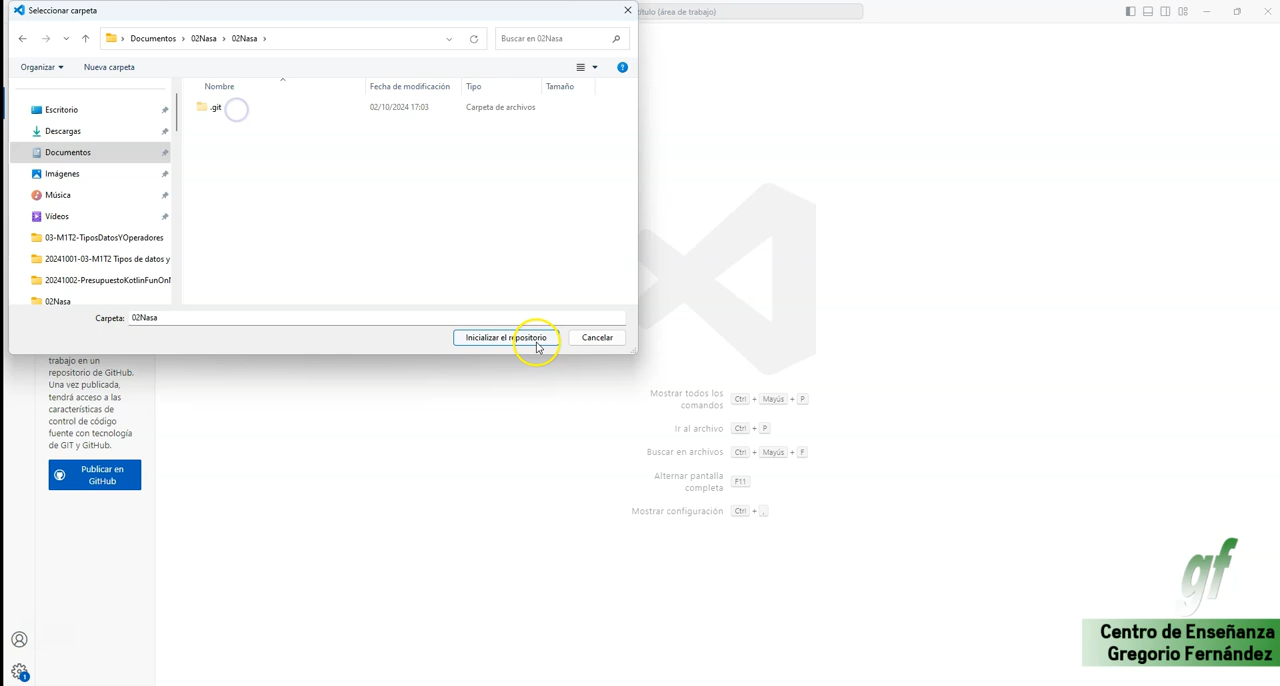 Seleccionar carpeta
título (área de trabajo)
Documentos > 02Nasa > 02Nasa >
Buscar en 02Nasa
Organizar
Nueva carpeta
?
Nombre
Fecha de modificación
Tipo
Tamaño
.git
02/10/2024 17:03
Carpeta de archivos
Escritorio
Descargas
Documentos
Imágenes
Música
Vídeos
03-M1T2-TiposDatosYOperadores
20241001-03-M1T2 Tipos de datos y
20241002-PresupuestoKotlinFunOnl
02Nasa
Carpeta:
02Nasa
Inicializar el repositorio
Cancelar
trabajo en un
repositorio de GitHub.
Una vez publicada,
tendrá acceso a las
características de
control de código
fuente con tecnología
de GIT y GitHub.
Publicar en
GitHub
Mostrar todos los
comandos
Ctrl + Mayús + P
Ir al archivo
Ctrl + P
Buscar en archivos
Ctrl + Mayús + F
Alternar pantalla
completa
F11
Mostrar configuración
Ctrl + ,
1
gf
Centro de Enseñanza
Gregorio Fernández